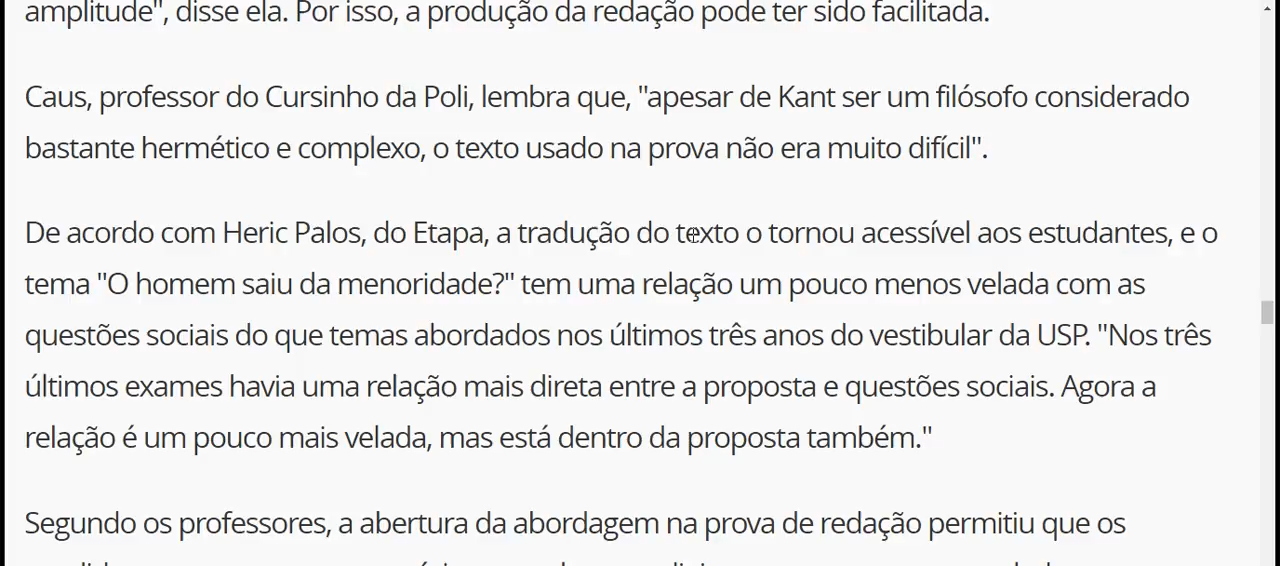 amplitude", disse ela. Por isso, a produção da redação pode ter sido facilitada.
Caus, professor do Cursinho da Poli, lembra que, "apesar de Kant ser um filósofo considerado
bastante hermético e complexo, o texto usado na prova não era muito difícil".
De acordo com Heric Palos, do Etapa, a tradução do texto o tornou acessível aos estudantes, e o
tema "O homem saiu da menoridade?" tem uma relação um pouco menos velada com as
questões sociais do que temas abordados nos últimos três anos do vestibular da USP. "Nos três
últimos exames havia uma relação mais direta entre a proposta e questões sociais. Agora a
relação é um pouco mais velada, mas está dentro da proposta também."
Segundo os professores, a abertura da abordagem na prova de redação permitiu que os